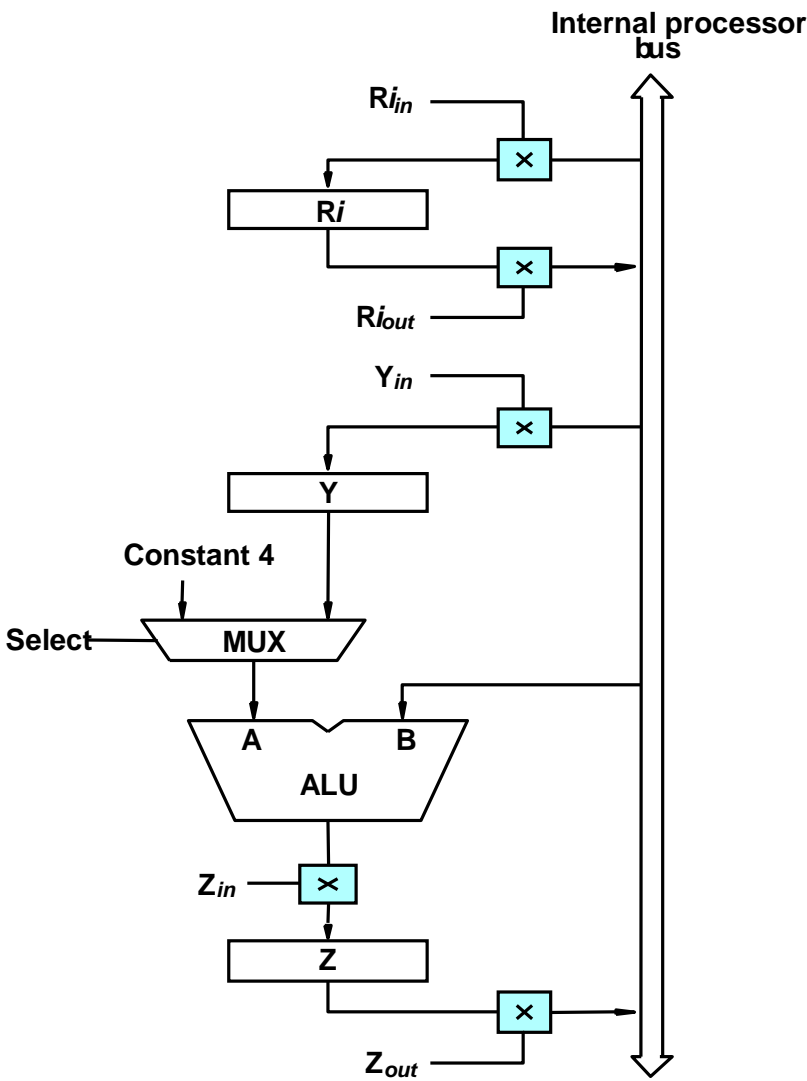 Internal processor
bus
Riin
Ri
Riout
Yin
Y
Constant 4
Select
MUX
A B
ALU
Zin
Z
Zout